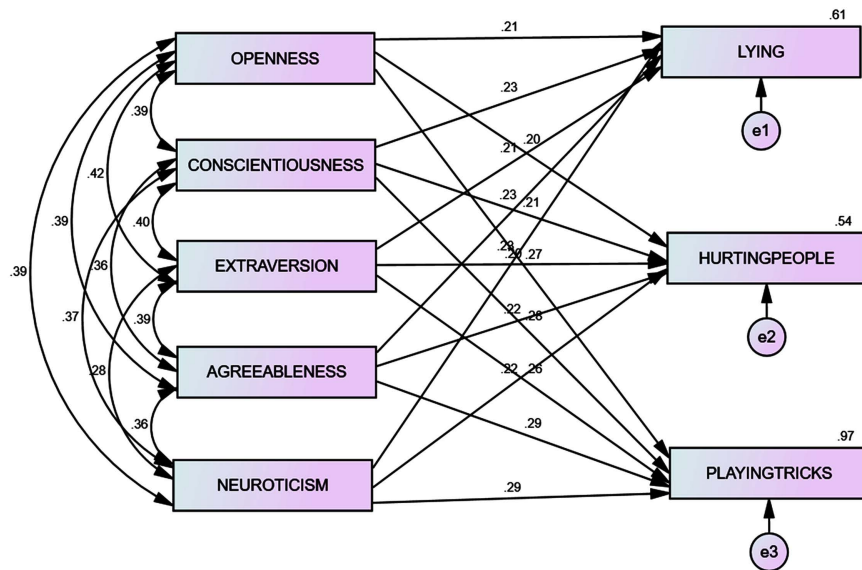 .61
.21
OPENNESS
LYING
.23
.39
.20
e1
.21
CONSCIENTIOUSNESS
.42
.23
.21
.39
.40
.54
.27
EXTRAVERSION
HURTINGPEOPLE
.36
.39
.37
.39
.22
e2
.28
AGREEABLENESS
.22
.26
.36
.29
.97
NEUROTICISM
PLAYINGTRICKS
.29
e3